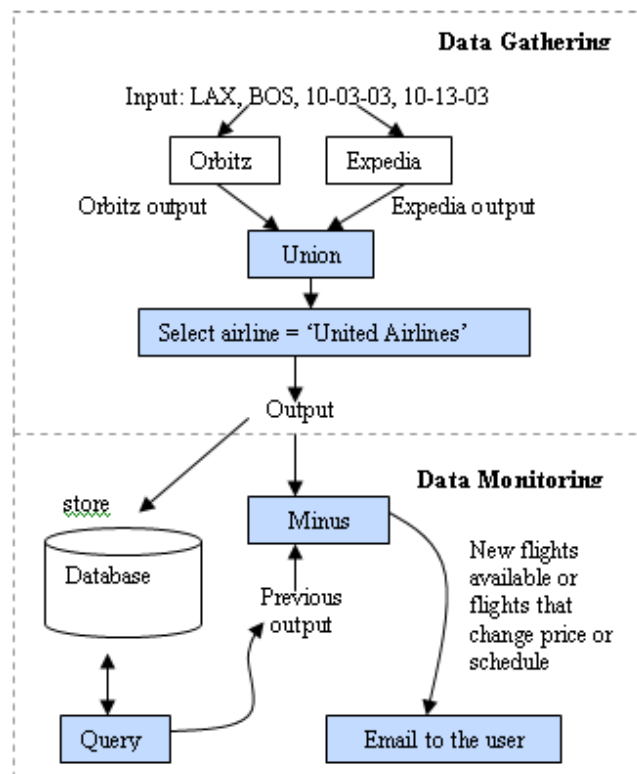 Data Gathering
Input: LAX, BOS, 10-03-03, 10-13-03
Orbitz
Expedia
Orbitz output
Expedia output
Union
Select airline = ‘United Airlines’
Output
Data Monitoring
store
Minus
Database
New flights
available or
flights that
change price or
schedule
Previous
output
Query
Email to the user